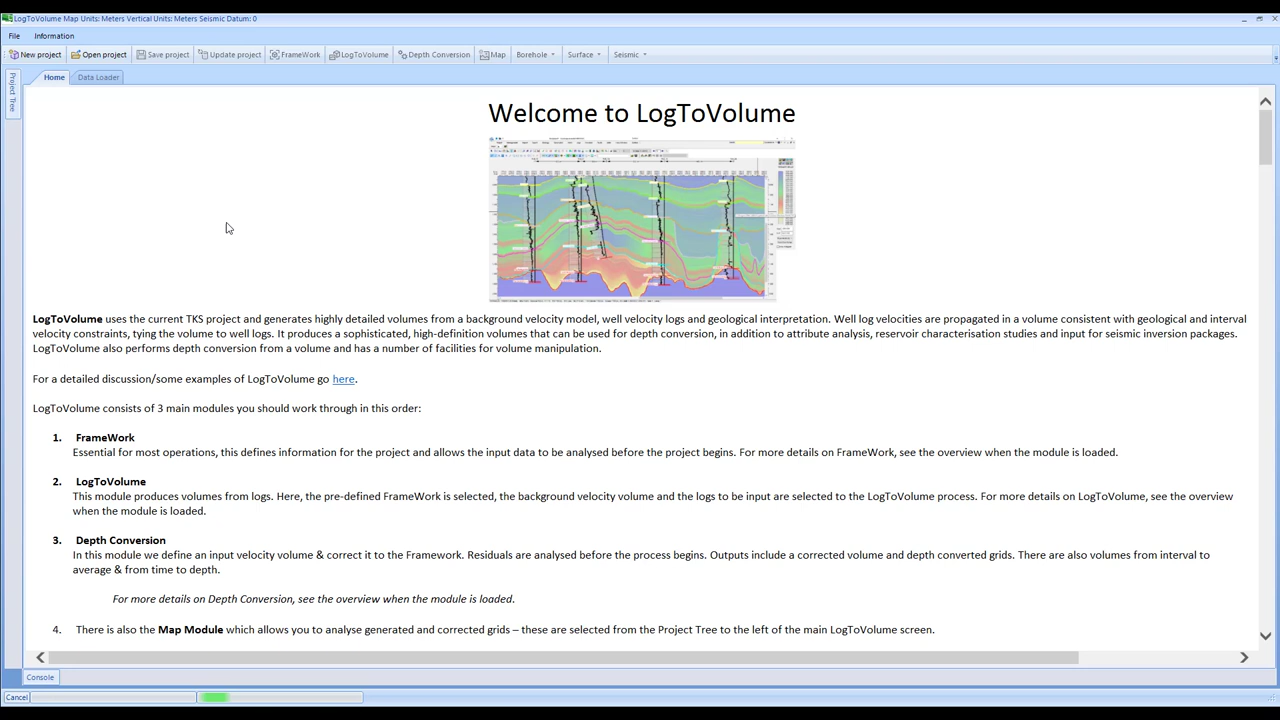 LogToVolume Map Units: Meters Vertical Units: Meters Seismic Datum: 0
File Information
New project Open project Save project Update project FrameWork LogToVolume Depth Conversion Map Borehole Surface Seismic
Project Tree
Home Data Loader
Welcome to LogToVolume
LogToVolume uses the current TKS project and generates highly detailed volumes from a background velocity model, well velocity logs and geological interpretation. Well log velocities are propagated in a volume consistent with geological and interval
velocity constraints, tying the volume to well logs. It produces a sophisticated, high-definition volumes that can be used for depth conversion, in addition to attribute analysis, reservoir characterisation studies and input for seismic inversion packages.
LogToVolume also performs depth conversion from a volume and has a number of facilities for volume manipulation.
For a detailed discussion/some examples of LogToVolume go here.
LogToVolume consists of 3 main modules you should work through in this order:
1. FrameWork
Essential for most operations, this defines information for the project and allows the input data to be analysed before the project begins. For more details on FrameWork, see the overview when the module is loaded.
2. LogToVolume
This module produces volumes from logs. Here, the pre-defined FrameWork is selected, the background velocity volume and the logs to be input are selected to the LogToVolume process. For more details on LogToVolume, see the overview
when the module is loaded.
3. Depth Conversion
In this module we define an input velocity volume & correct it to the Framework. Residuals are analysed before the process begins. Outputs include a corrected volume and depth converted grids. There are also volumes from interval to
average & from time to depth.
For more details on Depth Conversion, see the overview when the module is loaded.
4. There is also the Map Module which allows you to analyse generated and corrected grids – these are selected from the Project Tree to the left of the main LogToVolume screen.
Console
Cancel